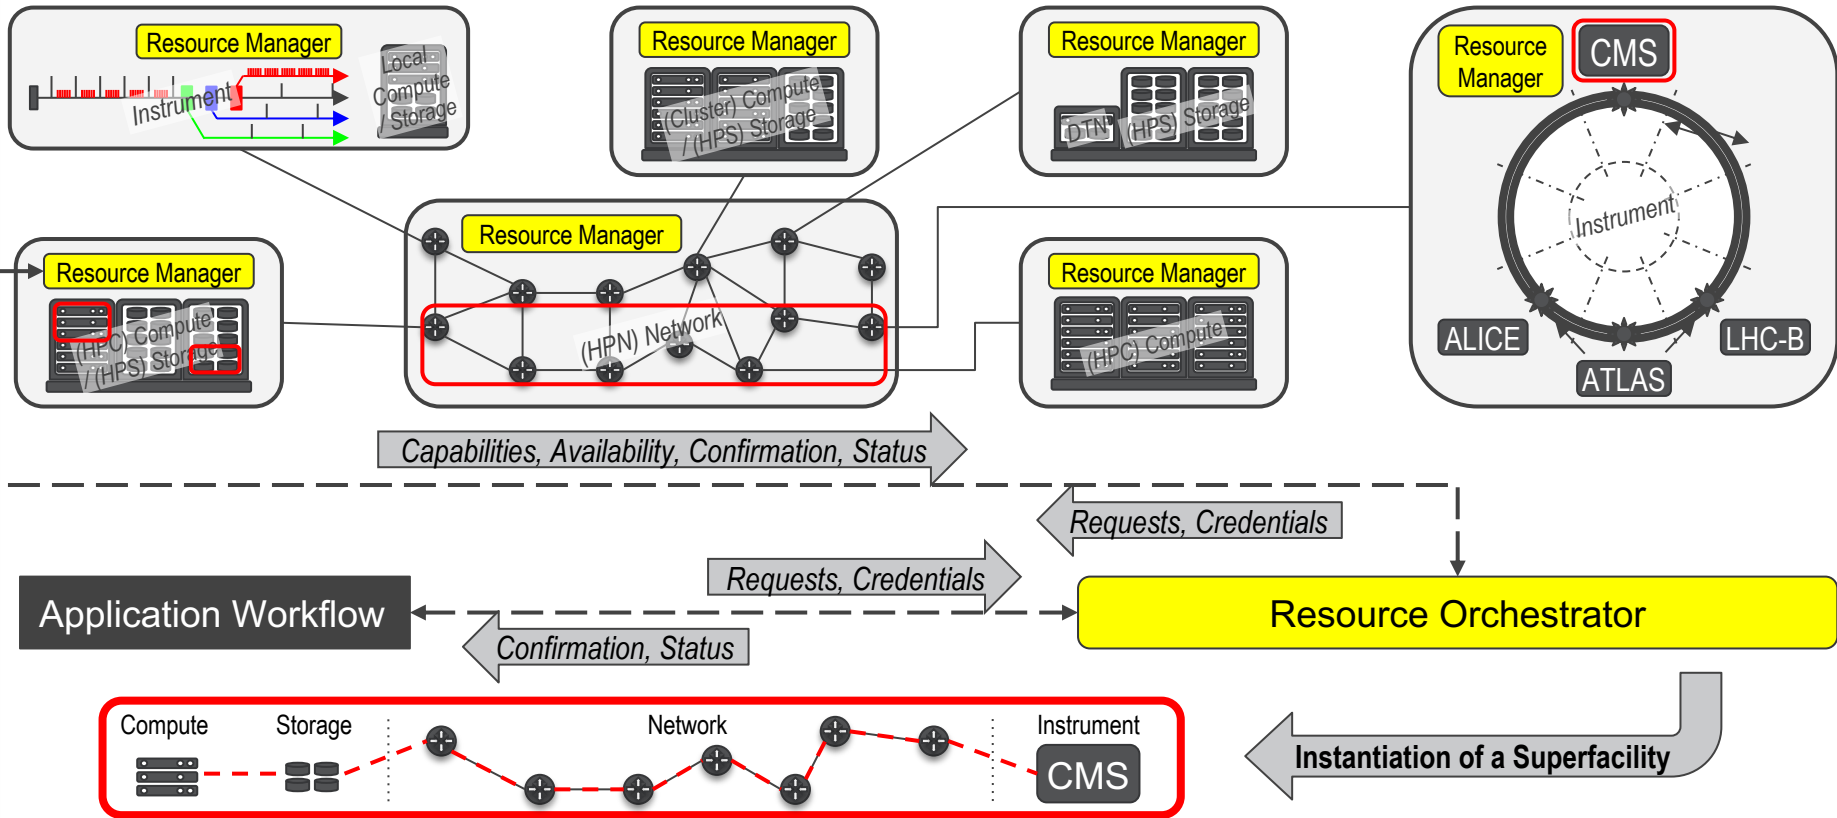 Resource Manager
Instrument
Local
Compute
/ Storage
Resource Manager
(Cluster) Compute
/ (HPS) Storage
Resource Manager
DTN
(HPS) Storage
Resource
Manager
CMS
Instrument
ALICE
ATLAS
LHC-B
Resource Manager
(HPC) Compute
/ (HPS) Storage
Resource Manager
(HPN) Network
Resource Manager
(HPC) Compute
Capabilities, Availability, Confirmation, Status
Requests, Credentials
Requests, Credentials
Application Workflow
Resource Orchestrator
Confirmation, Status
Compute
Storage
Network
Instrument
CMS
Instantiation of a Superfacility